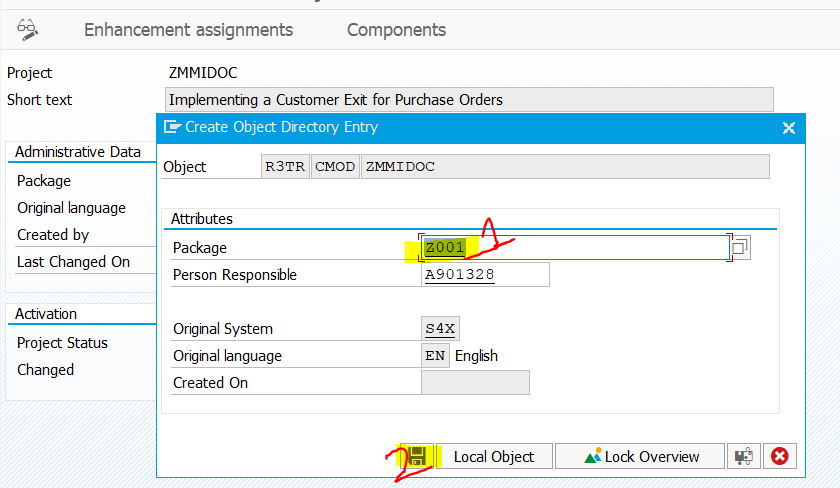 Enhancement assignments Components
Project ZMMIDOC
Short text Implementing a Customer Exit for Purchase Orders
Create Object Directory Entry
Administrative Data
Package
Original language
Created by
Last Changed On
Activation
Project Status
Changed
Object R3TR CMOD ZMMIDOC
Attributes
Package Z001 1
Person Responsible A901328
Original System S4X
Original language EN English
Created On
2 Local Object Lock Overview